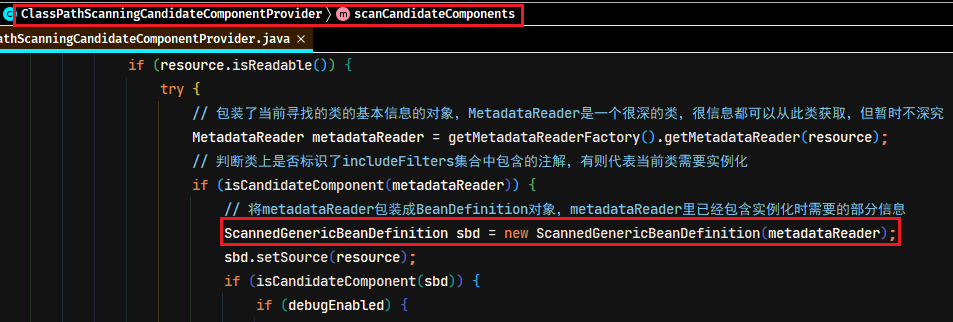 ClassPathScanningCandidateComponentProvider 〉 m scanCandidateComponents
athScanningCandidateComponentProvider.java ×
if (resource.isReadable()) {
try {
// 包装了当前寻找的类的基本信息的对象，MetadataReader是一个很深的类，很信息都可以从此类获取，但暂时不深究
MetadataReader metadataReader = getMetadataReaderFactory().getMetadataReader(resource);
// 判断类上是否标识了includeFilters集合中包含的注解，有则代表当前类需要实例化
if (isCandidateComponent(metadataReader)) {
// 将metadataReader包装成BeanDefinition对象，metadataReader里已经包含实例化时需要的部分信息
ScannedGenericBeanDefinition sbd = new ScannedGenericBeanDefinition(metadataReader);
sbd.setSource(resource);
if (isCandidateComponent(sbd)) {
if (debugEnabled) {